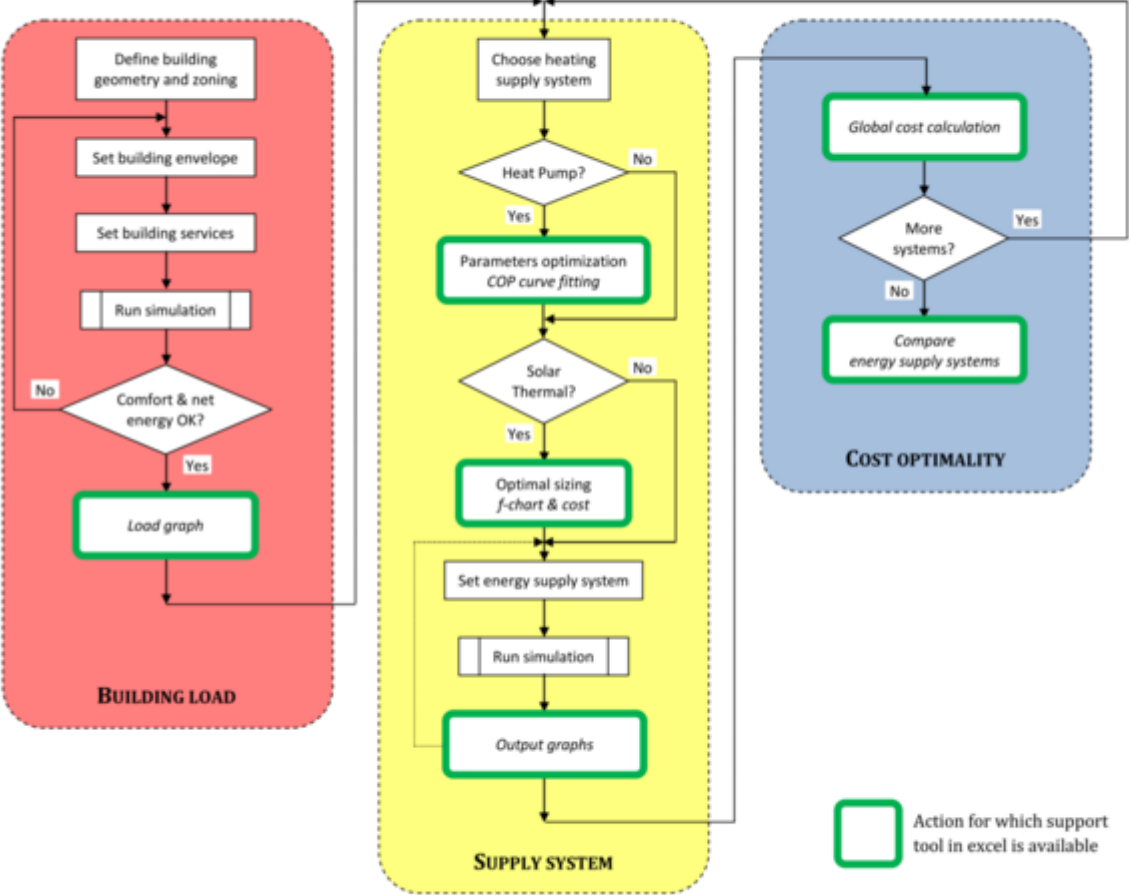 Define building
geometry and zoning
Set building envelope
Set building services
Run simulation
Comfort & net
energy OK?
No
Yes
Load graph
BUILDING LOAD
Choose heating
supply system
Heat Pump?
No
Yes
Parameters optimization
COP curve fitting
Solar
Thermal?
No
Yes
Optimal sizing
f-chart & cost
Set energy supply system
Run simulation
Output graphs
SUPPLY SYSTEM
Global cost calculation
More
systems?
Yes
No
Compare
energy supply systems
COST OPTIMALITY
Action for which support
tool in excel is available